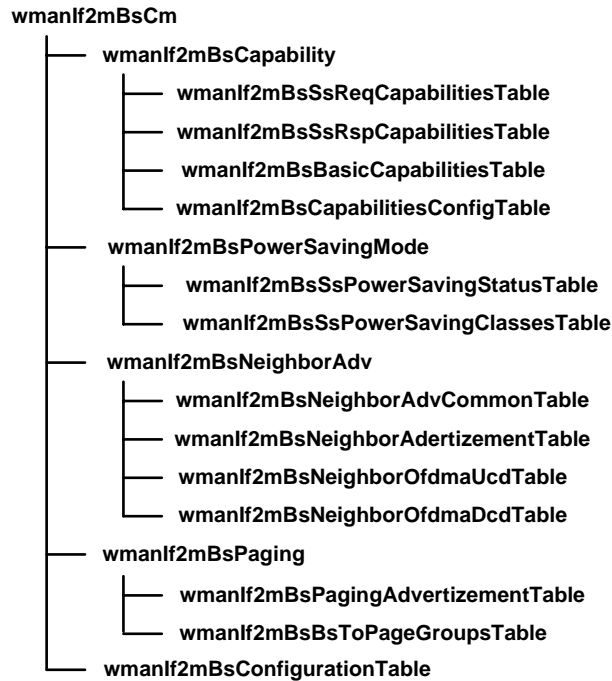 wmanIf2mBsCm
wmanIf2mBsCapability
wmanIf2mBsSsReqCapabilitiesTable
wmanIf2mBsSsRspCapabilitiesTable
wmanIf2mBsBasicCapabilitiesTable
wmanIf2mBsCapabilitiesConfigTable
wmanIf2mBsPowerSavingMode
wmanIf2mBsSsPowerSavingStatusTable
wmanIf2mBsSsPowerSavingClassesTable
wmanIf2mBsNeighborAdv
wmanIf2mBsNeighborAdvCommonTable
wmanIf2mBsNeighborAdertizementTable
wmanIf2mBsNeighborOfdmaUcdTable
wmanIf2mBsNeighborOfdmaDcdTable
wmanIf2mBsPaging
wmanIf2mBsPagingAdvertizementTable
wmanIf2mBsBsToPageGroupsTable
wmanIf2mBsConfigurationTable